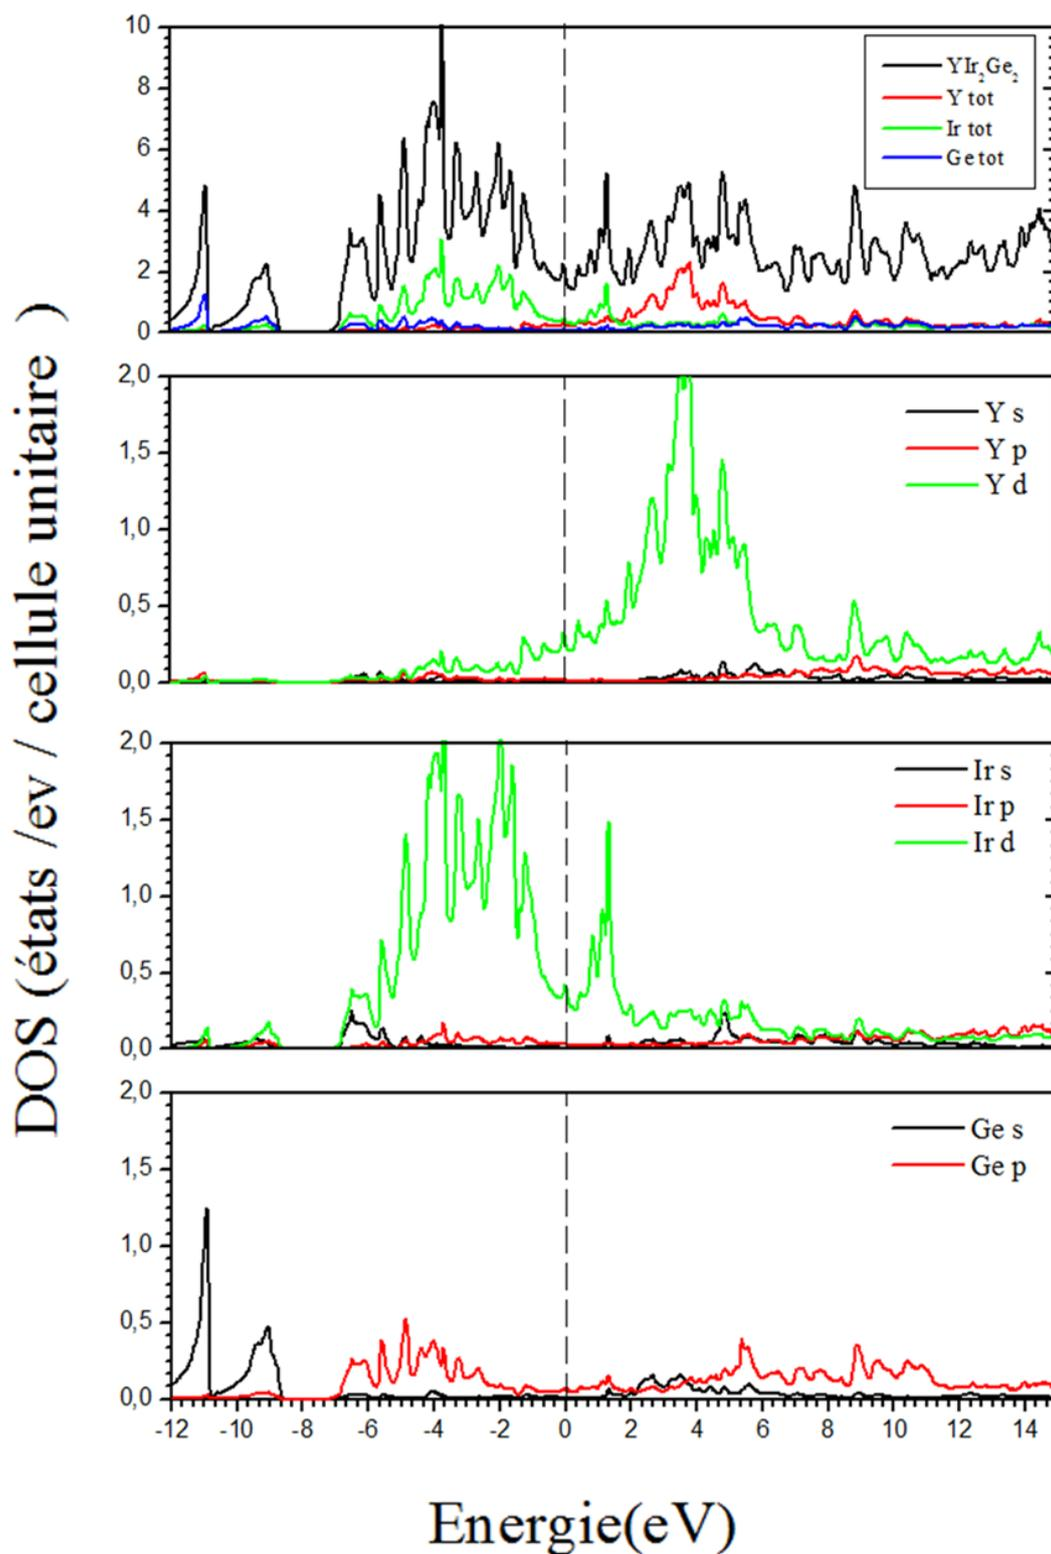 DOS (états /ev / cellule unitaire )
10
8
6
4
2
0
YIr₂Ge₂
Y tot
Ir tot
Ge tot
2,0
1,5
1,0
0,5
0,0
Y s
Y p
Y d
2,0
1,5
1,0
0,5
0,0
Ir s
Ir p
Ir d
2,0
1,5
1,0
0,5
0,0
Ge s
Ge p
-12 -10 -8 -6 -4 -2 0 2 4 6 8 10 12 14
Energie(eV)